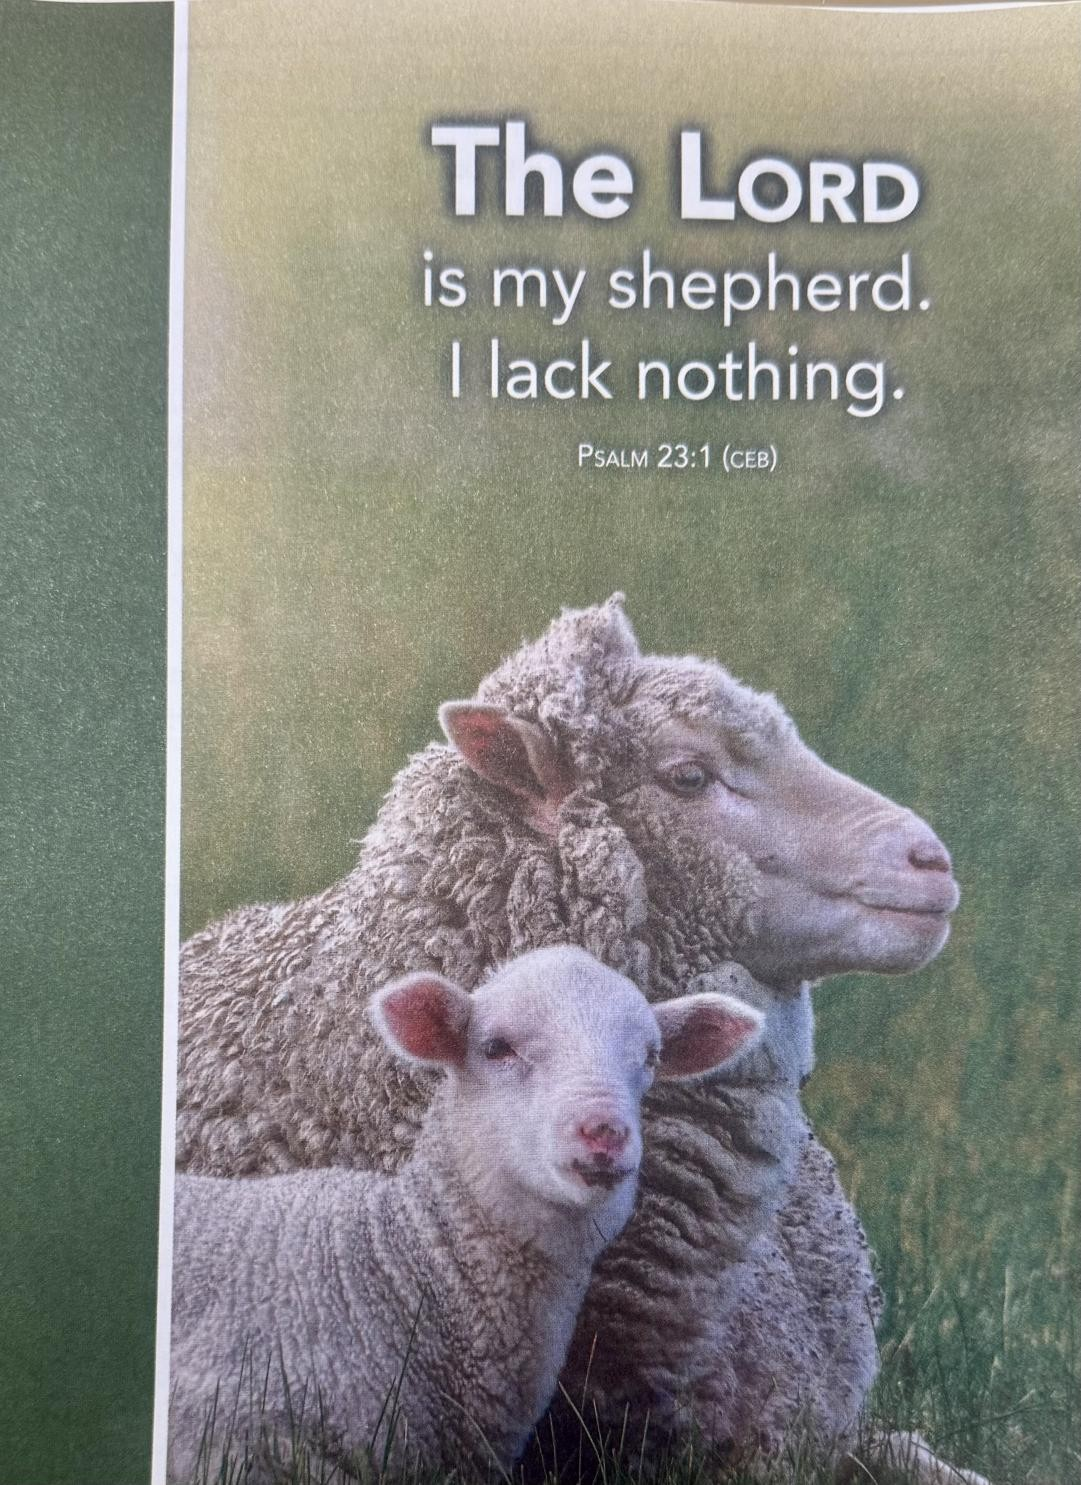 The LORD
is my shepherd.
I lack nothing.
PSALM 23:1 (CEB)